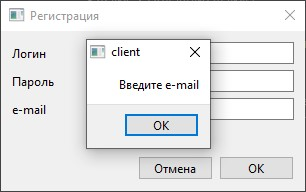 Регистрация
client
Логин
Введите e-mail
Пароль
e-mail
OK
Отмена
OK